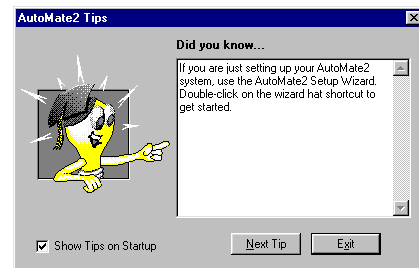 AutoMate2 Tips
Did you know...
If you are just setting up your AutoMate2
system, use the AutoMate2 Setup Wizard.
Double-click on the wizard hat shortcut to
get started.
Show Tips on Startup
Next Tip
Exit